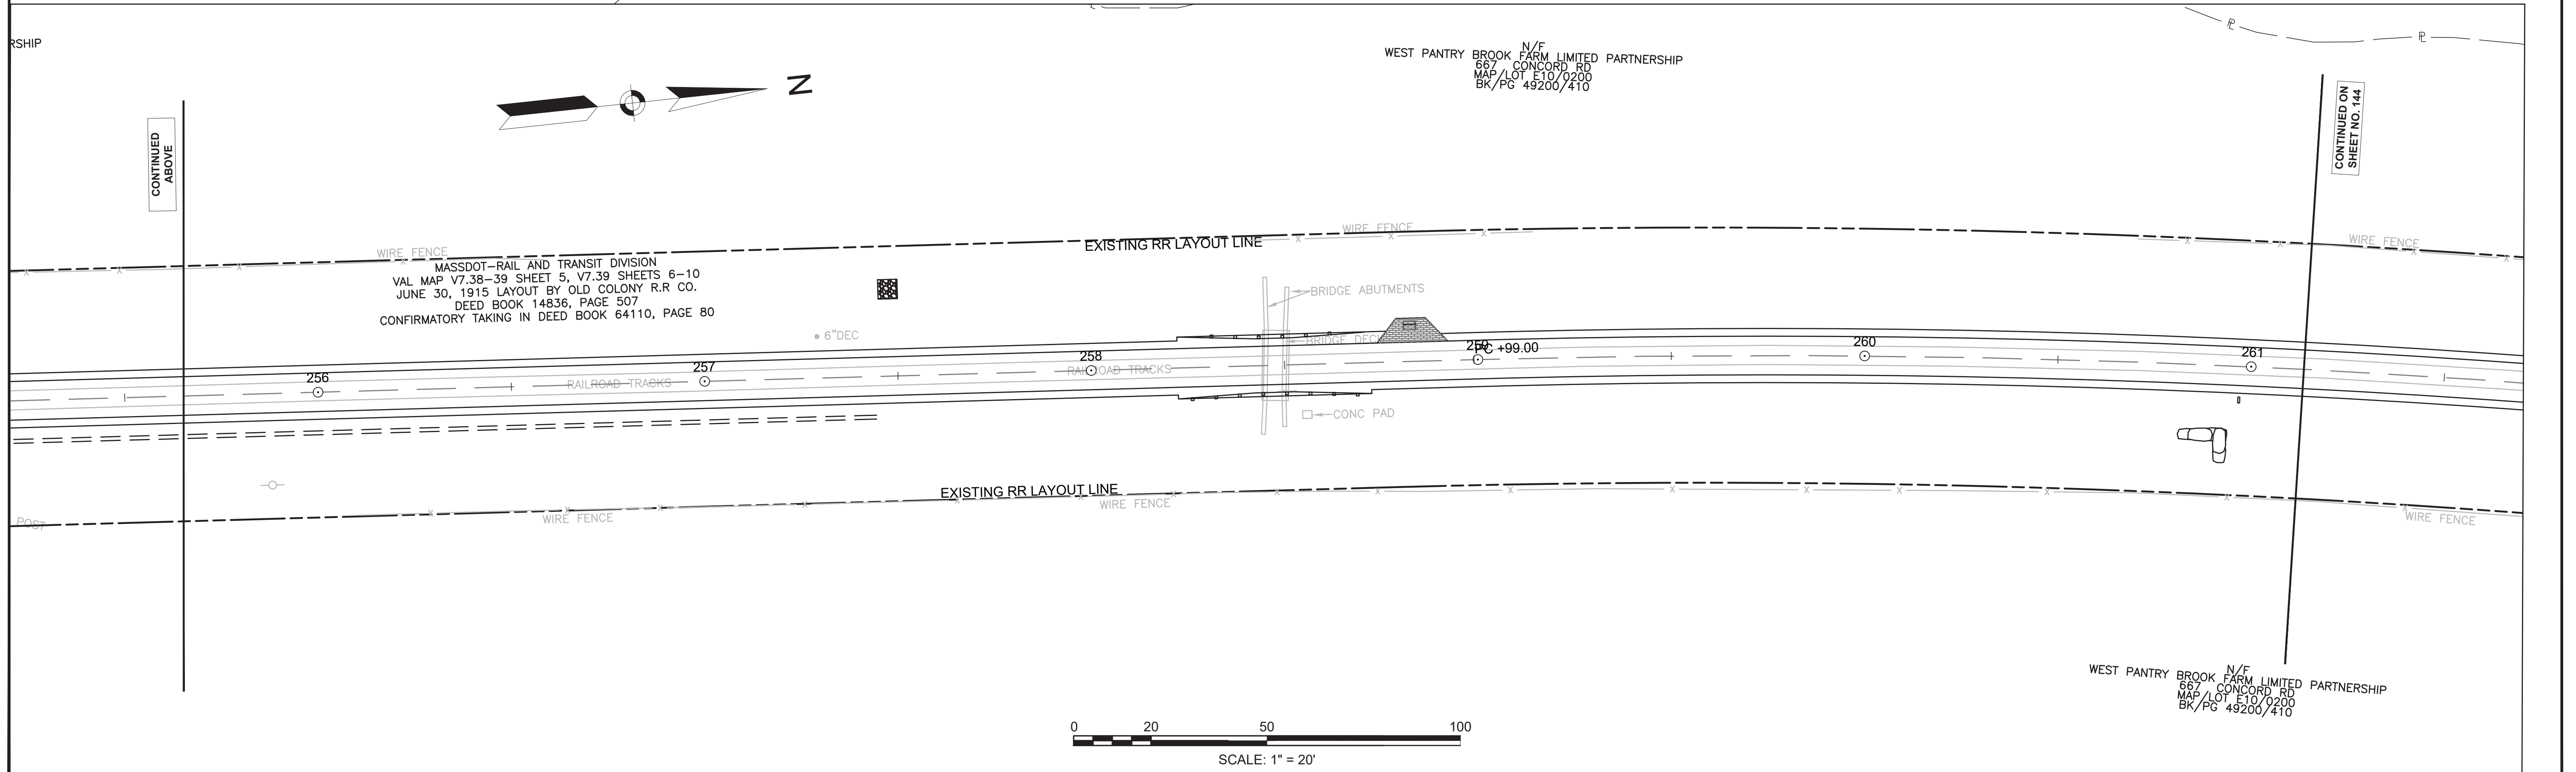 RSHIP
N
N/F
WEST PANTRY BROOK FARM LIMITED PARTNERSHIP
667 CONCORD RD
MAP/LOT E10/0200
BK/PG 49200/410
PL
PL
CONTINUED
ABOVE
CONTINUED ON
SHEET NO. 144
WIRE FENCE
EXISTING RR LAYOUT LINE
WIRE FENCE
WIRE FENCE
MASSDOT-RAIL AND TRANSIT DIVISION
VAL MAP V7.38-39 SHEET 5, V7.39 SHEETS 6-10
JUNE 30, 1915 LAYOUT BY OLD COLONY R.R CO.
DEED BOOK 14836, PAGE 507
CONFIRMATORY TAKING IN DEED BOOK 64110, PAGE 80
BRIDGE ABUTMENTS
6"DEC
BRIDGE DECK
256
257
258
259
PC +99.00
260
261
RAILROAD TRACKS
RAILROAD TRACKS
CONC PAD
POST
WIRE FENCE
EXISTING RR LAYOUT LINE
WIRE FENCE
WIRE FENCE
N/F
WEST PANTRY BROOK FARM LIMITED PARTNERSHIP
667 CONCORD RD
MAP/LOT E10/0200
BK/PG 49200/410
0 20 50 100
SCALE: 1" = 20'